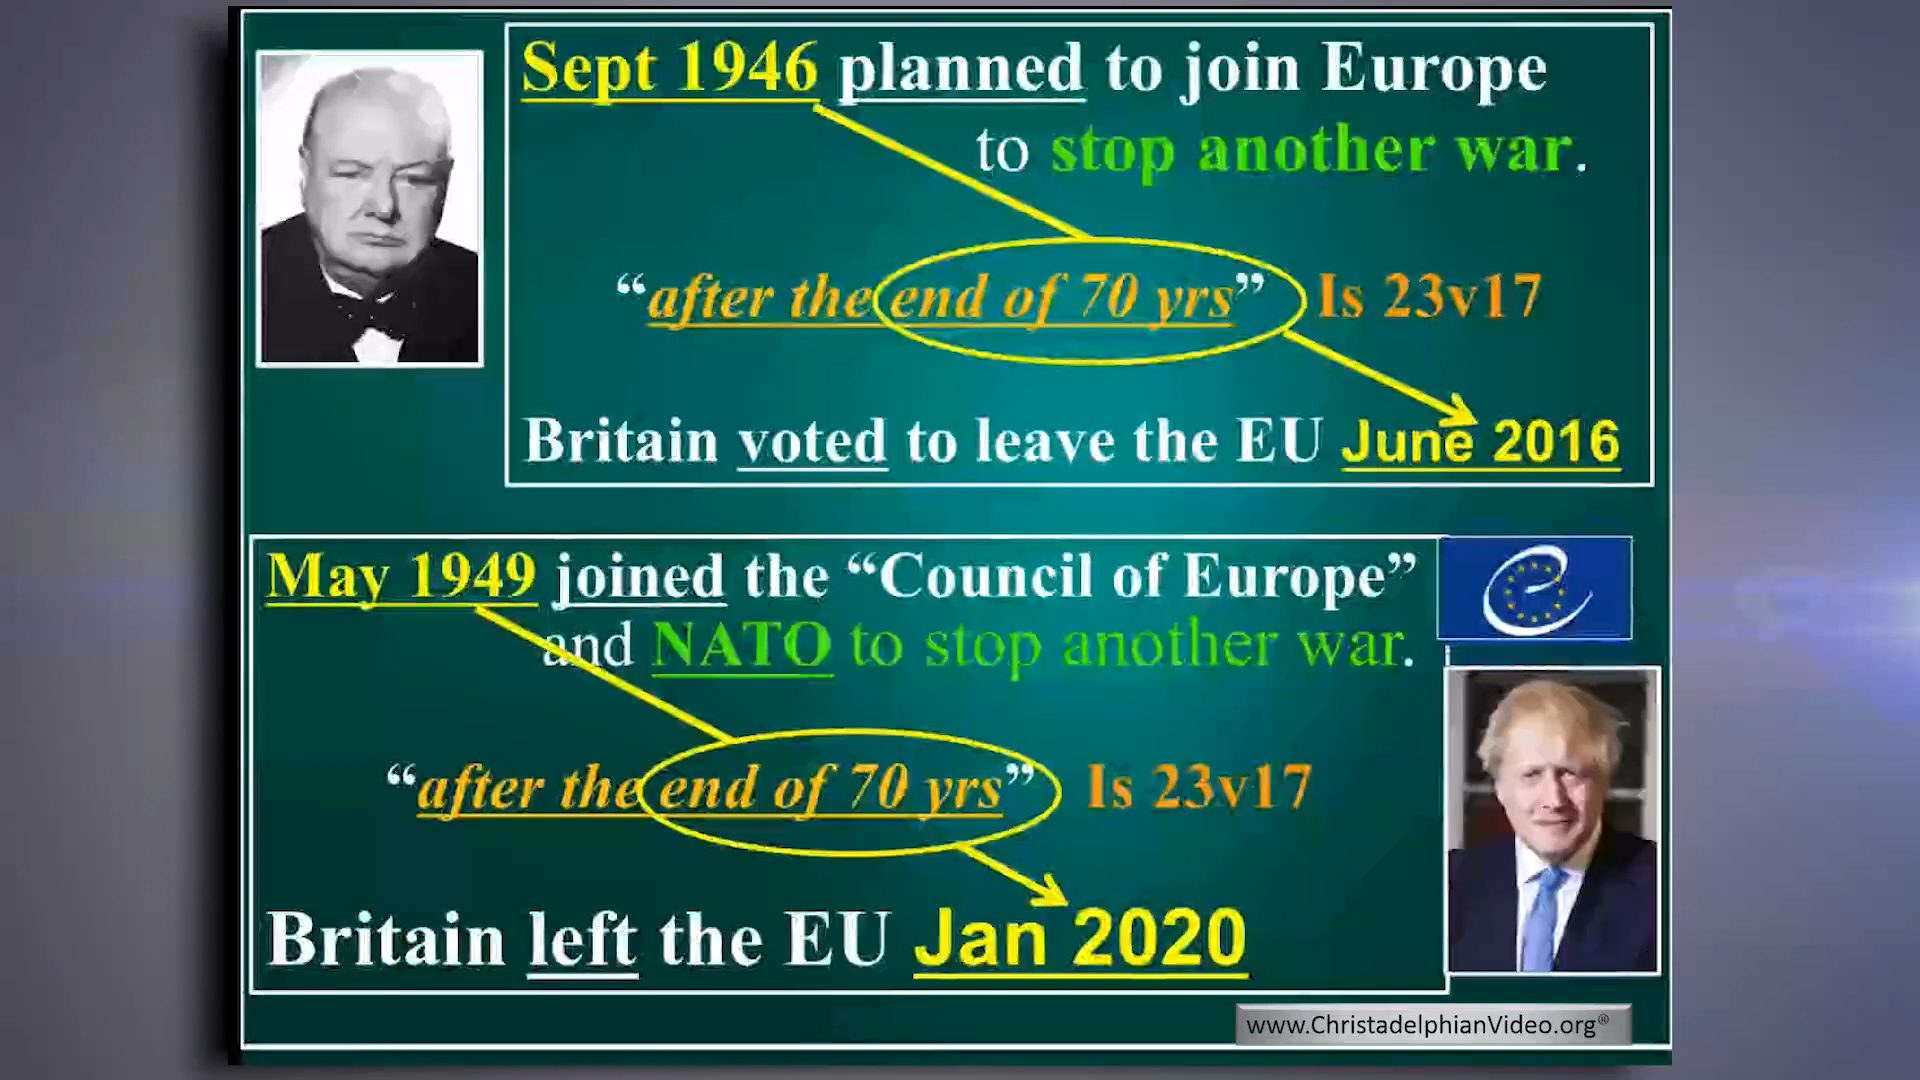 Sept 1946 planned to join Europe
to stop another war.
“after the end of 70 yrs” Is 23v17
Britain voted to leave the EU June 2016
May 1949 joined the “Council of Europe”
and NATO to stop another war.
“after the end of 70 yrs” Is 23v17
Britain left the EU Jan 2020
www.ChristadelphianVideo.org®